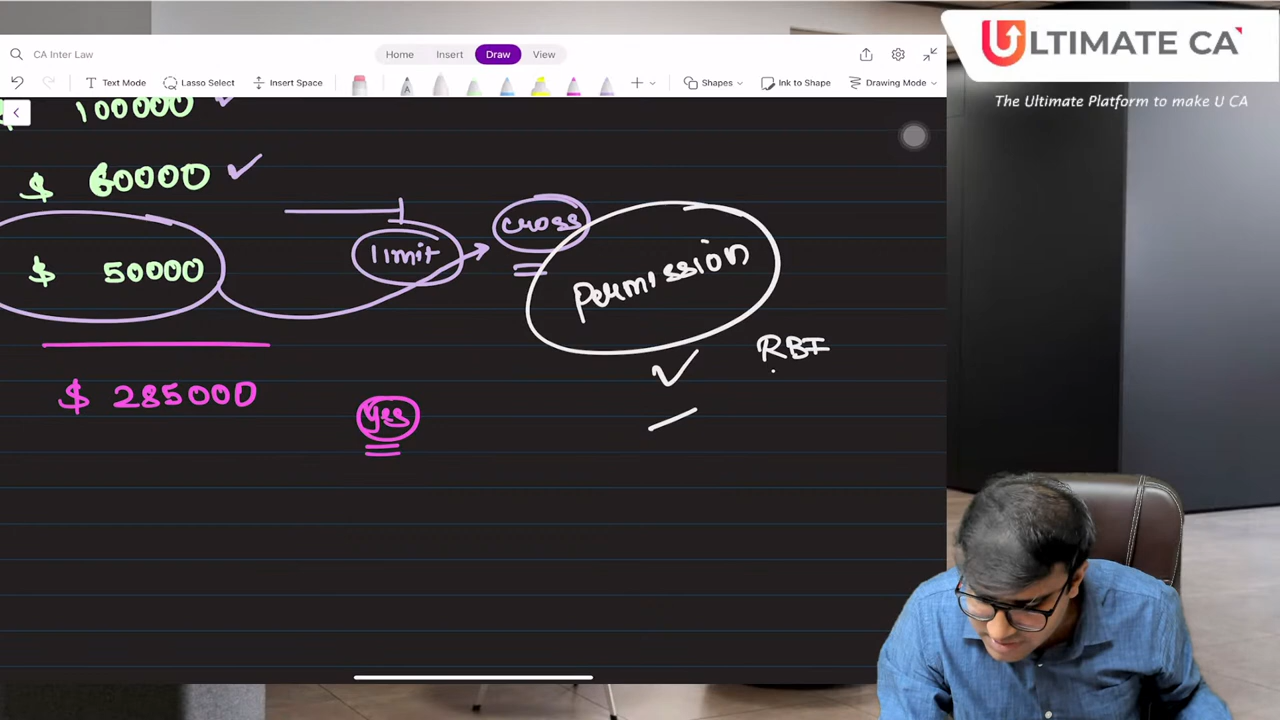 CA Inter Law
Home Insert Draw View
Text Mode Lasso Select Insert Space Shapes Ink to Shape Drawing Mode
ULTIMATE CA
The Ultimate Platform to make U CA
100000
$ 60000
$ 50000
limit
cross
permission
RBI
$ 285000
yes